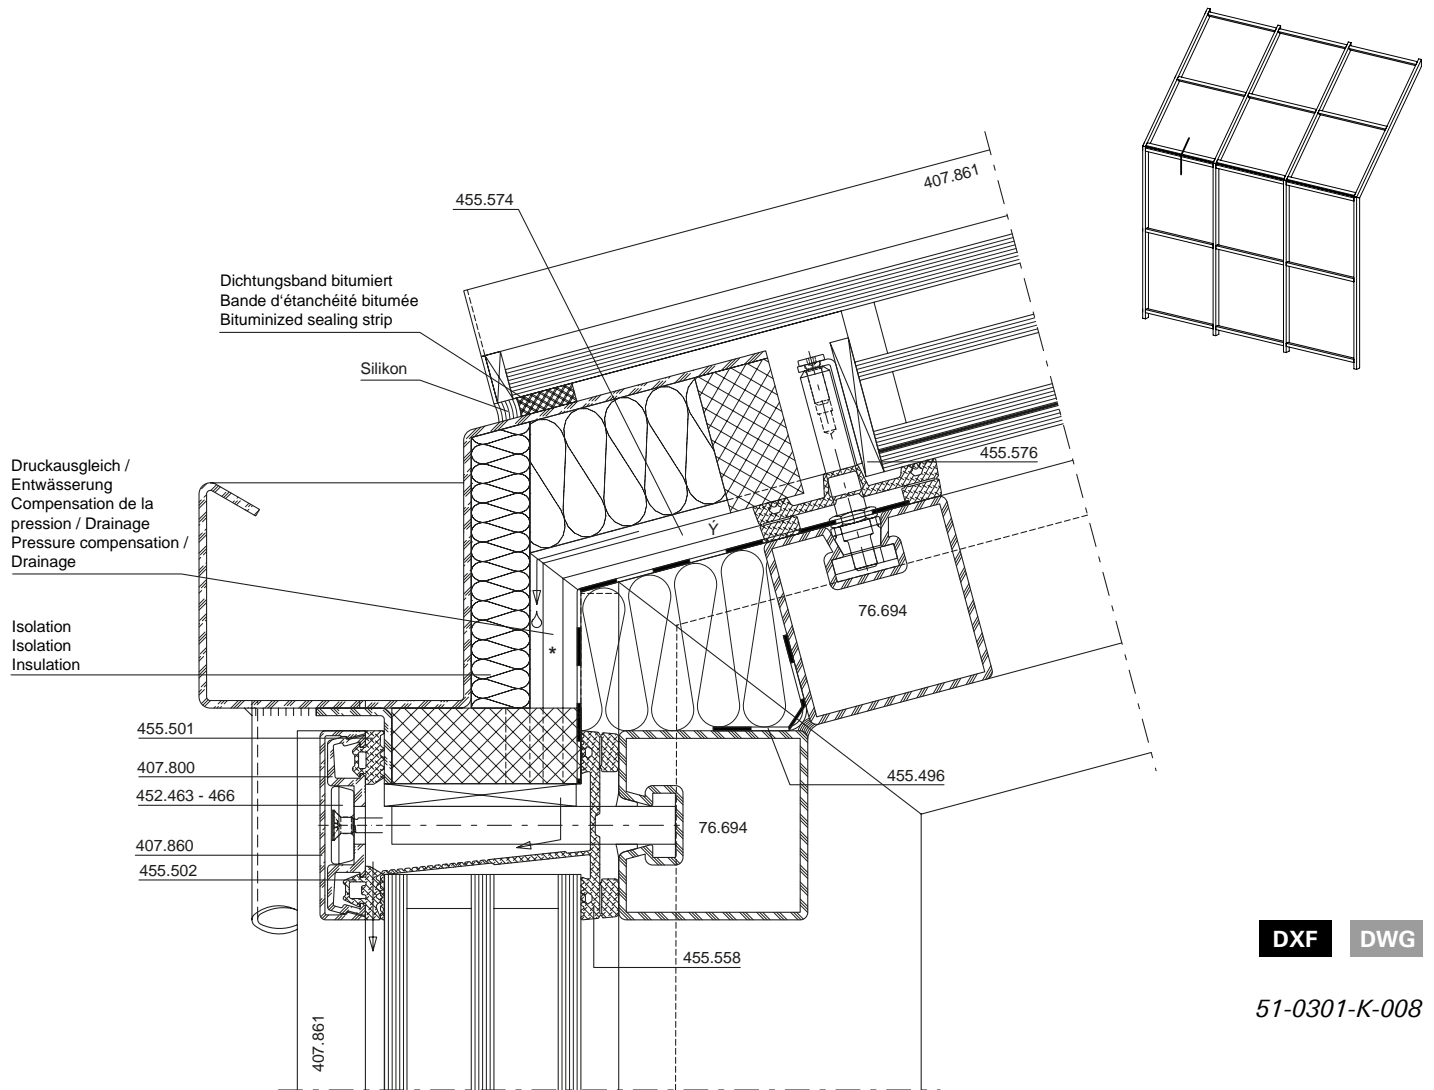 407.861
455.574
Dichtungsband bitumiert
Bande d'étanchéité bitumée
Bituminized sealing strip
Silikon
455.576
Druckausgleich /
Entwässerung
Compensation de la
pression / Drainage
Pressure compensation /
Drainage
Ẏ
76.694
Isolation
Isolation
Insulation
*
455.501
407.800
452.463 - 466
407.860
455.502
455.496
76.694
455.558
407.861
DXF DWG
51-0301-K-008